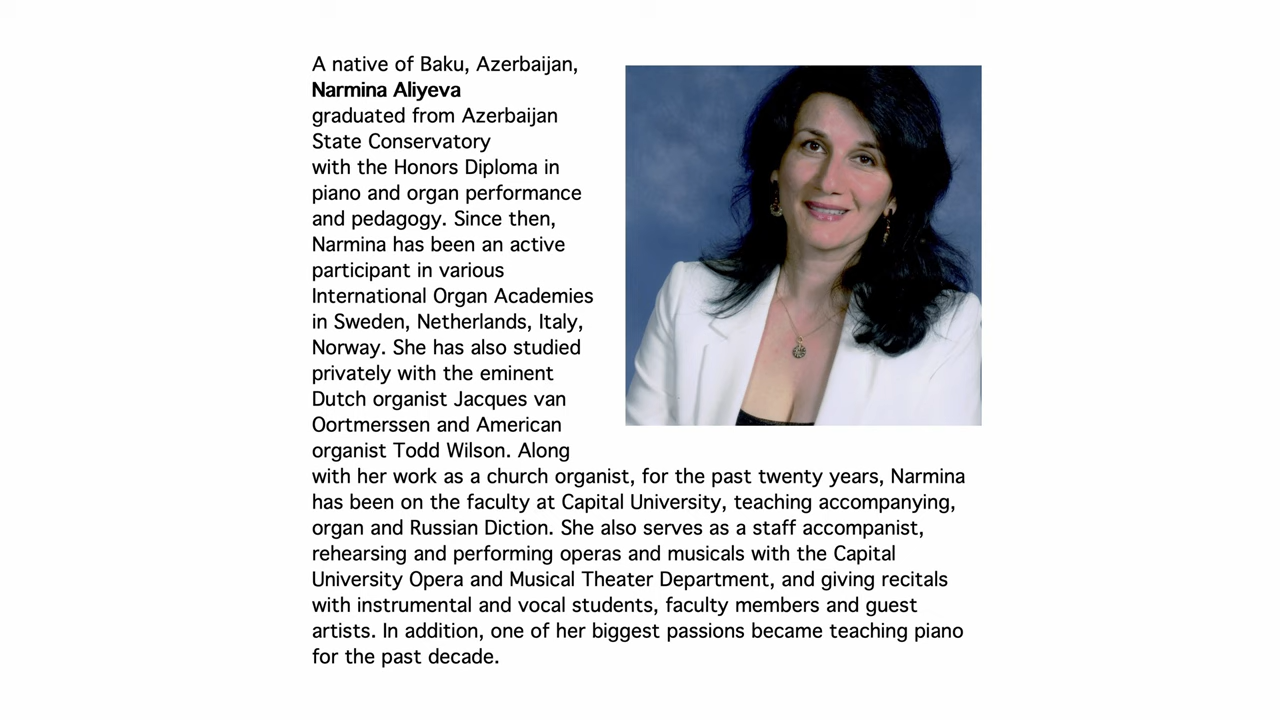 A native of Baku, Azerbaijan,
Narmina Aliyeva
graduated from Azerbaijan
State Conservatory
with the Honors Diploma in
piano and organ performance
and pedagogy. Since then,
Narmina has been an active
participant in various
International Organ Academies
in Sweden, Netherlands, Italy,
Norway. She has also studied
privately with the eminent
Dutch organist Jacques van
Oortmerssen and American
organist Todd Wilson. Along
with her work as a church organist, for the past twenty years, Narmina
has been on the faculty at Capital University, teaching accompanying,
organ and Russian Diction. She also serves as a staff accompanist,
rehearsing and performing operas and musicals with the Capital
University Opera and Musical Theater Department, and giving recitals
with instrumental and vocal students, faculty members and guest
artists. In addition, one of her biggest passions became teaching piano
for the past decade.